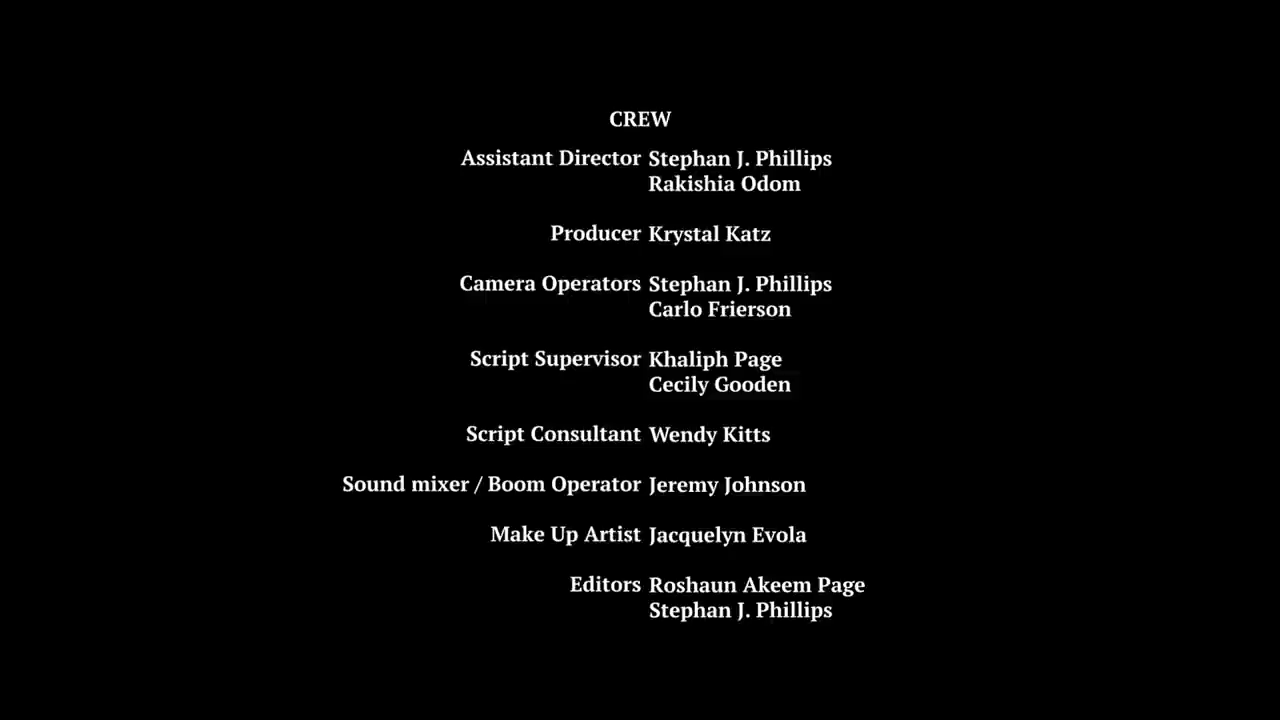 CREW
Assistant Director Stephan J. Phillips
Rakishia Odom
Producer Krystal Katz
Camera Operators Stephan J. Phillips
Carlo Frierson
Script Supervisor Khaliph Page
Cecily Gooden
Script Consultant Wendy Kitts
Sound mixer / Boom Operator Jeremy Johnson
Make Up Artist Jacquelyn Evola
Editors Roshaun Akeem Page
Stephan J. Phillips